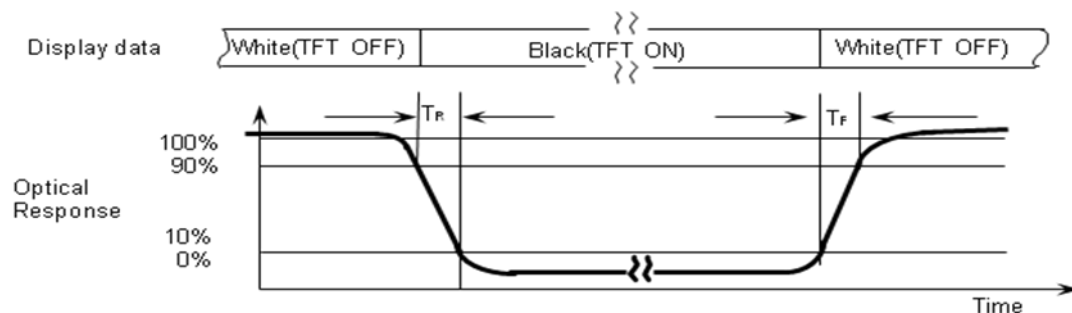 Display data
White(TFT OFF)
Black(TFT ON)
White(TFT OFF)
TR
TF
100%
90%
Optical
Response
10%
0%
Time